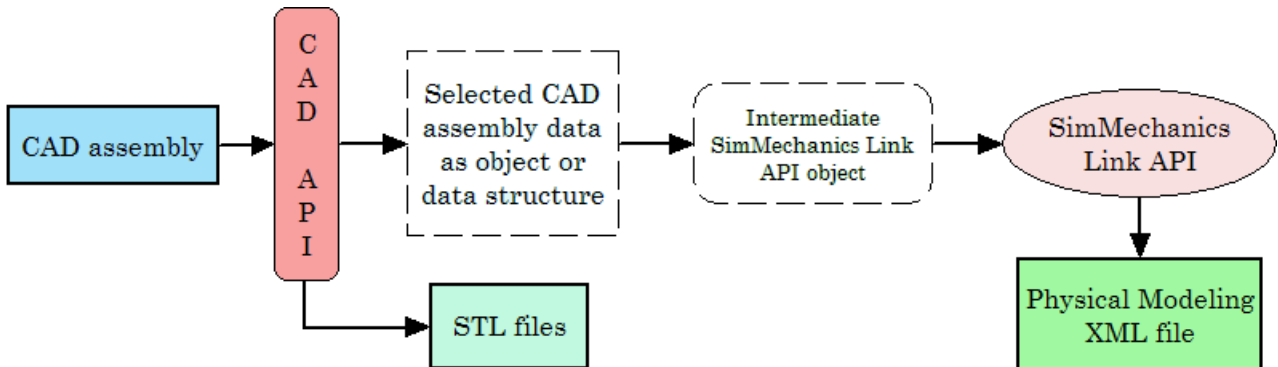 CAD assembly
C
A
D
A
P
I
Selected CAD
assembly data
as object or
data structure
STL files
Intermediate
SimMechanics Link
API object
SimMechanics
Link API
Physical Modeling
XML file